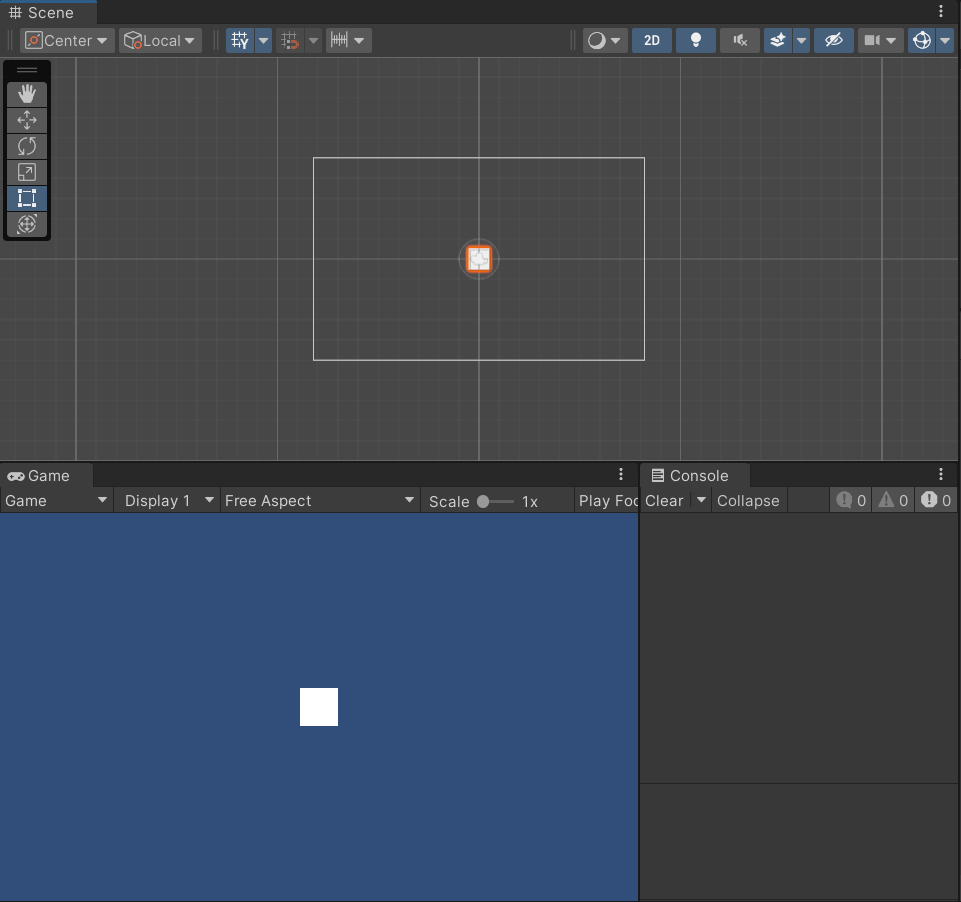 Scene
Center Local Y 2D
Game
Game Display 1 Free Aspect Scale 1x Play Foc
Console
Clear Collapse 0 0 0